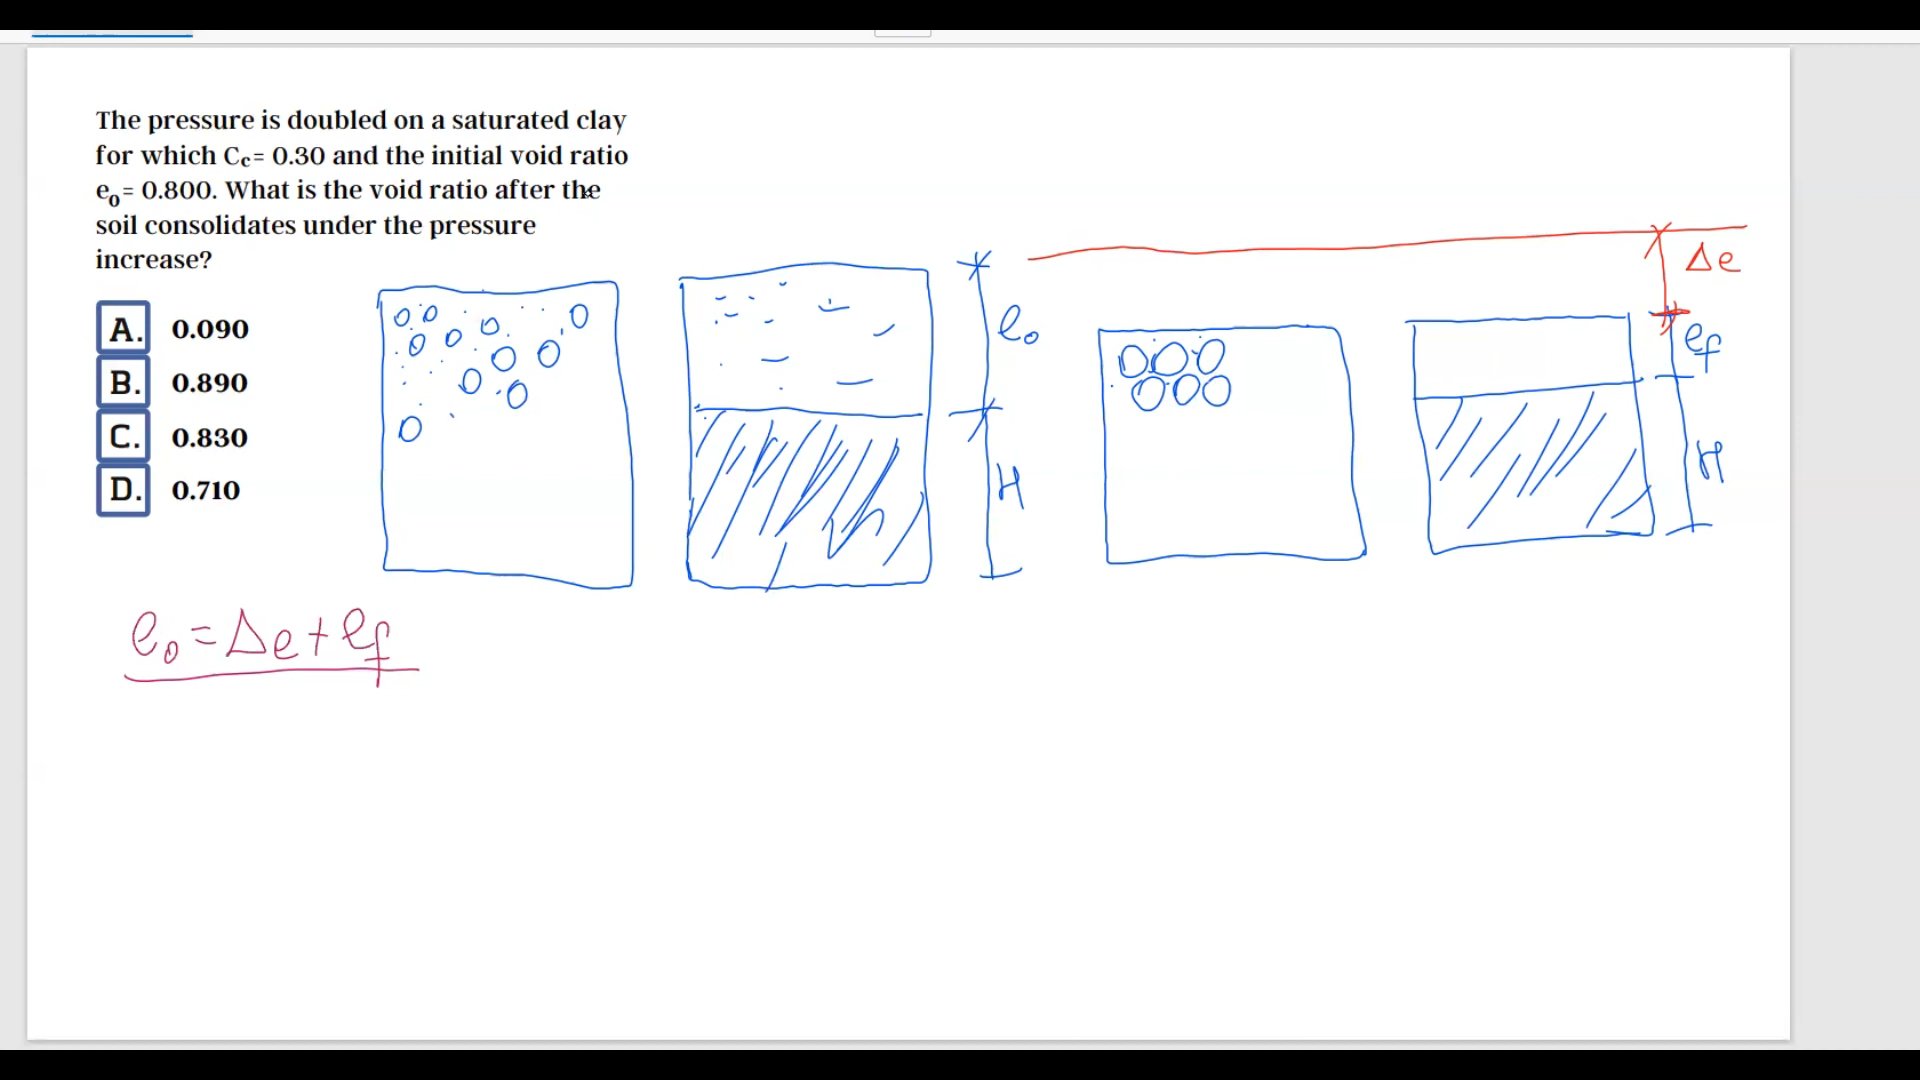 The pressure is doubled on a saturated clay
for which Cc= 0.30 and the initial void ratio
e0= 0.800. What is the void ratio after the
soil consolidates under the pressure
increase?
A. 0.090
B. 0.890
C. 0.830
D. 0.710
e0
H
Δe
ef
H
e0 = Δe + ef